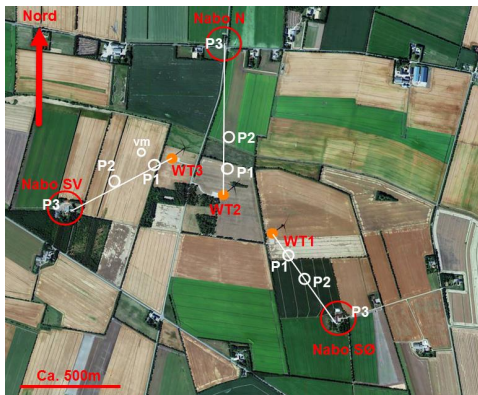 Nord
Nabo N
P3
P2
vm
P1
WT3
P2
P1
Nabo SV
P3
WT2
WT1
P1
P2
P3
Nabo SØ
Ca. 500m